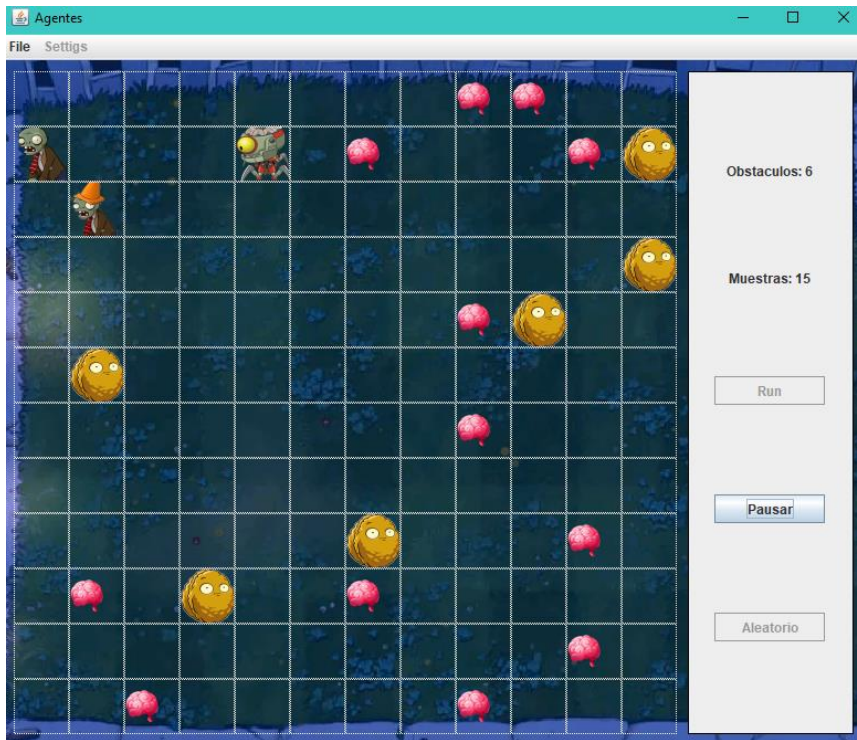 Agentes
File Settigs
Obstaculos: 6
Muestras: 15
Run
Pausar
Aleatorio